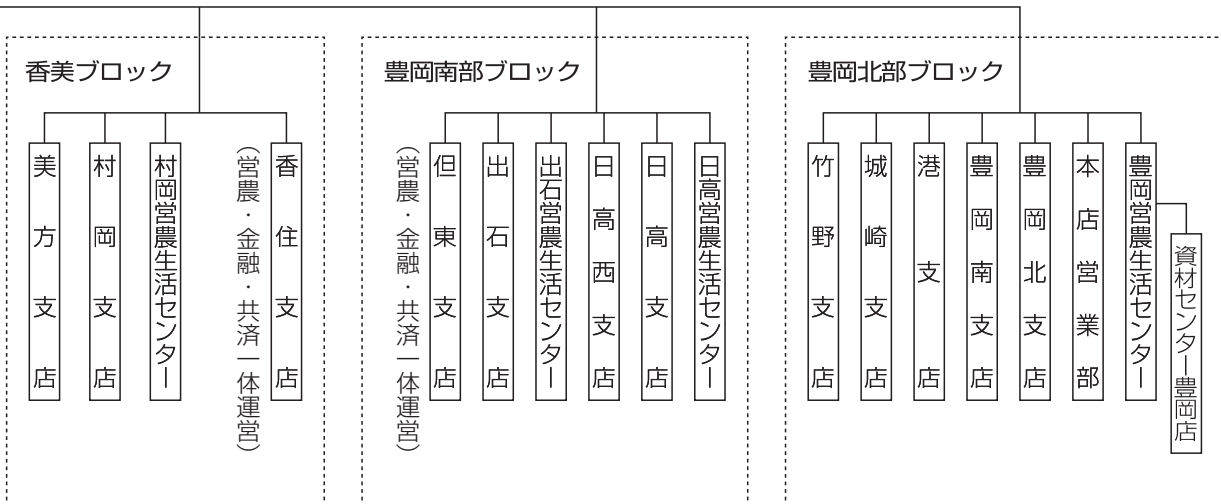 香美ブロック
美方支店
村岡支店
村岡営農生活センター
(営農・金融・共済一体運営)
香住支店
豊岡南部ブロック
(営農・金融・共済一体運営)
但東支店
出石支店
出石営農生活センター
日高西支店
日高支店
日高営農生活センター
豊岡北部ブロック
竹野支店
城崎支店
港支店
豊岡南支店
豊岡北支店
本店営業部
豊岡営農生活センター
資材センター豊岡店